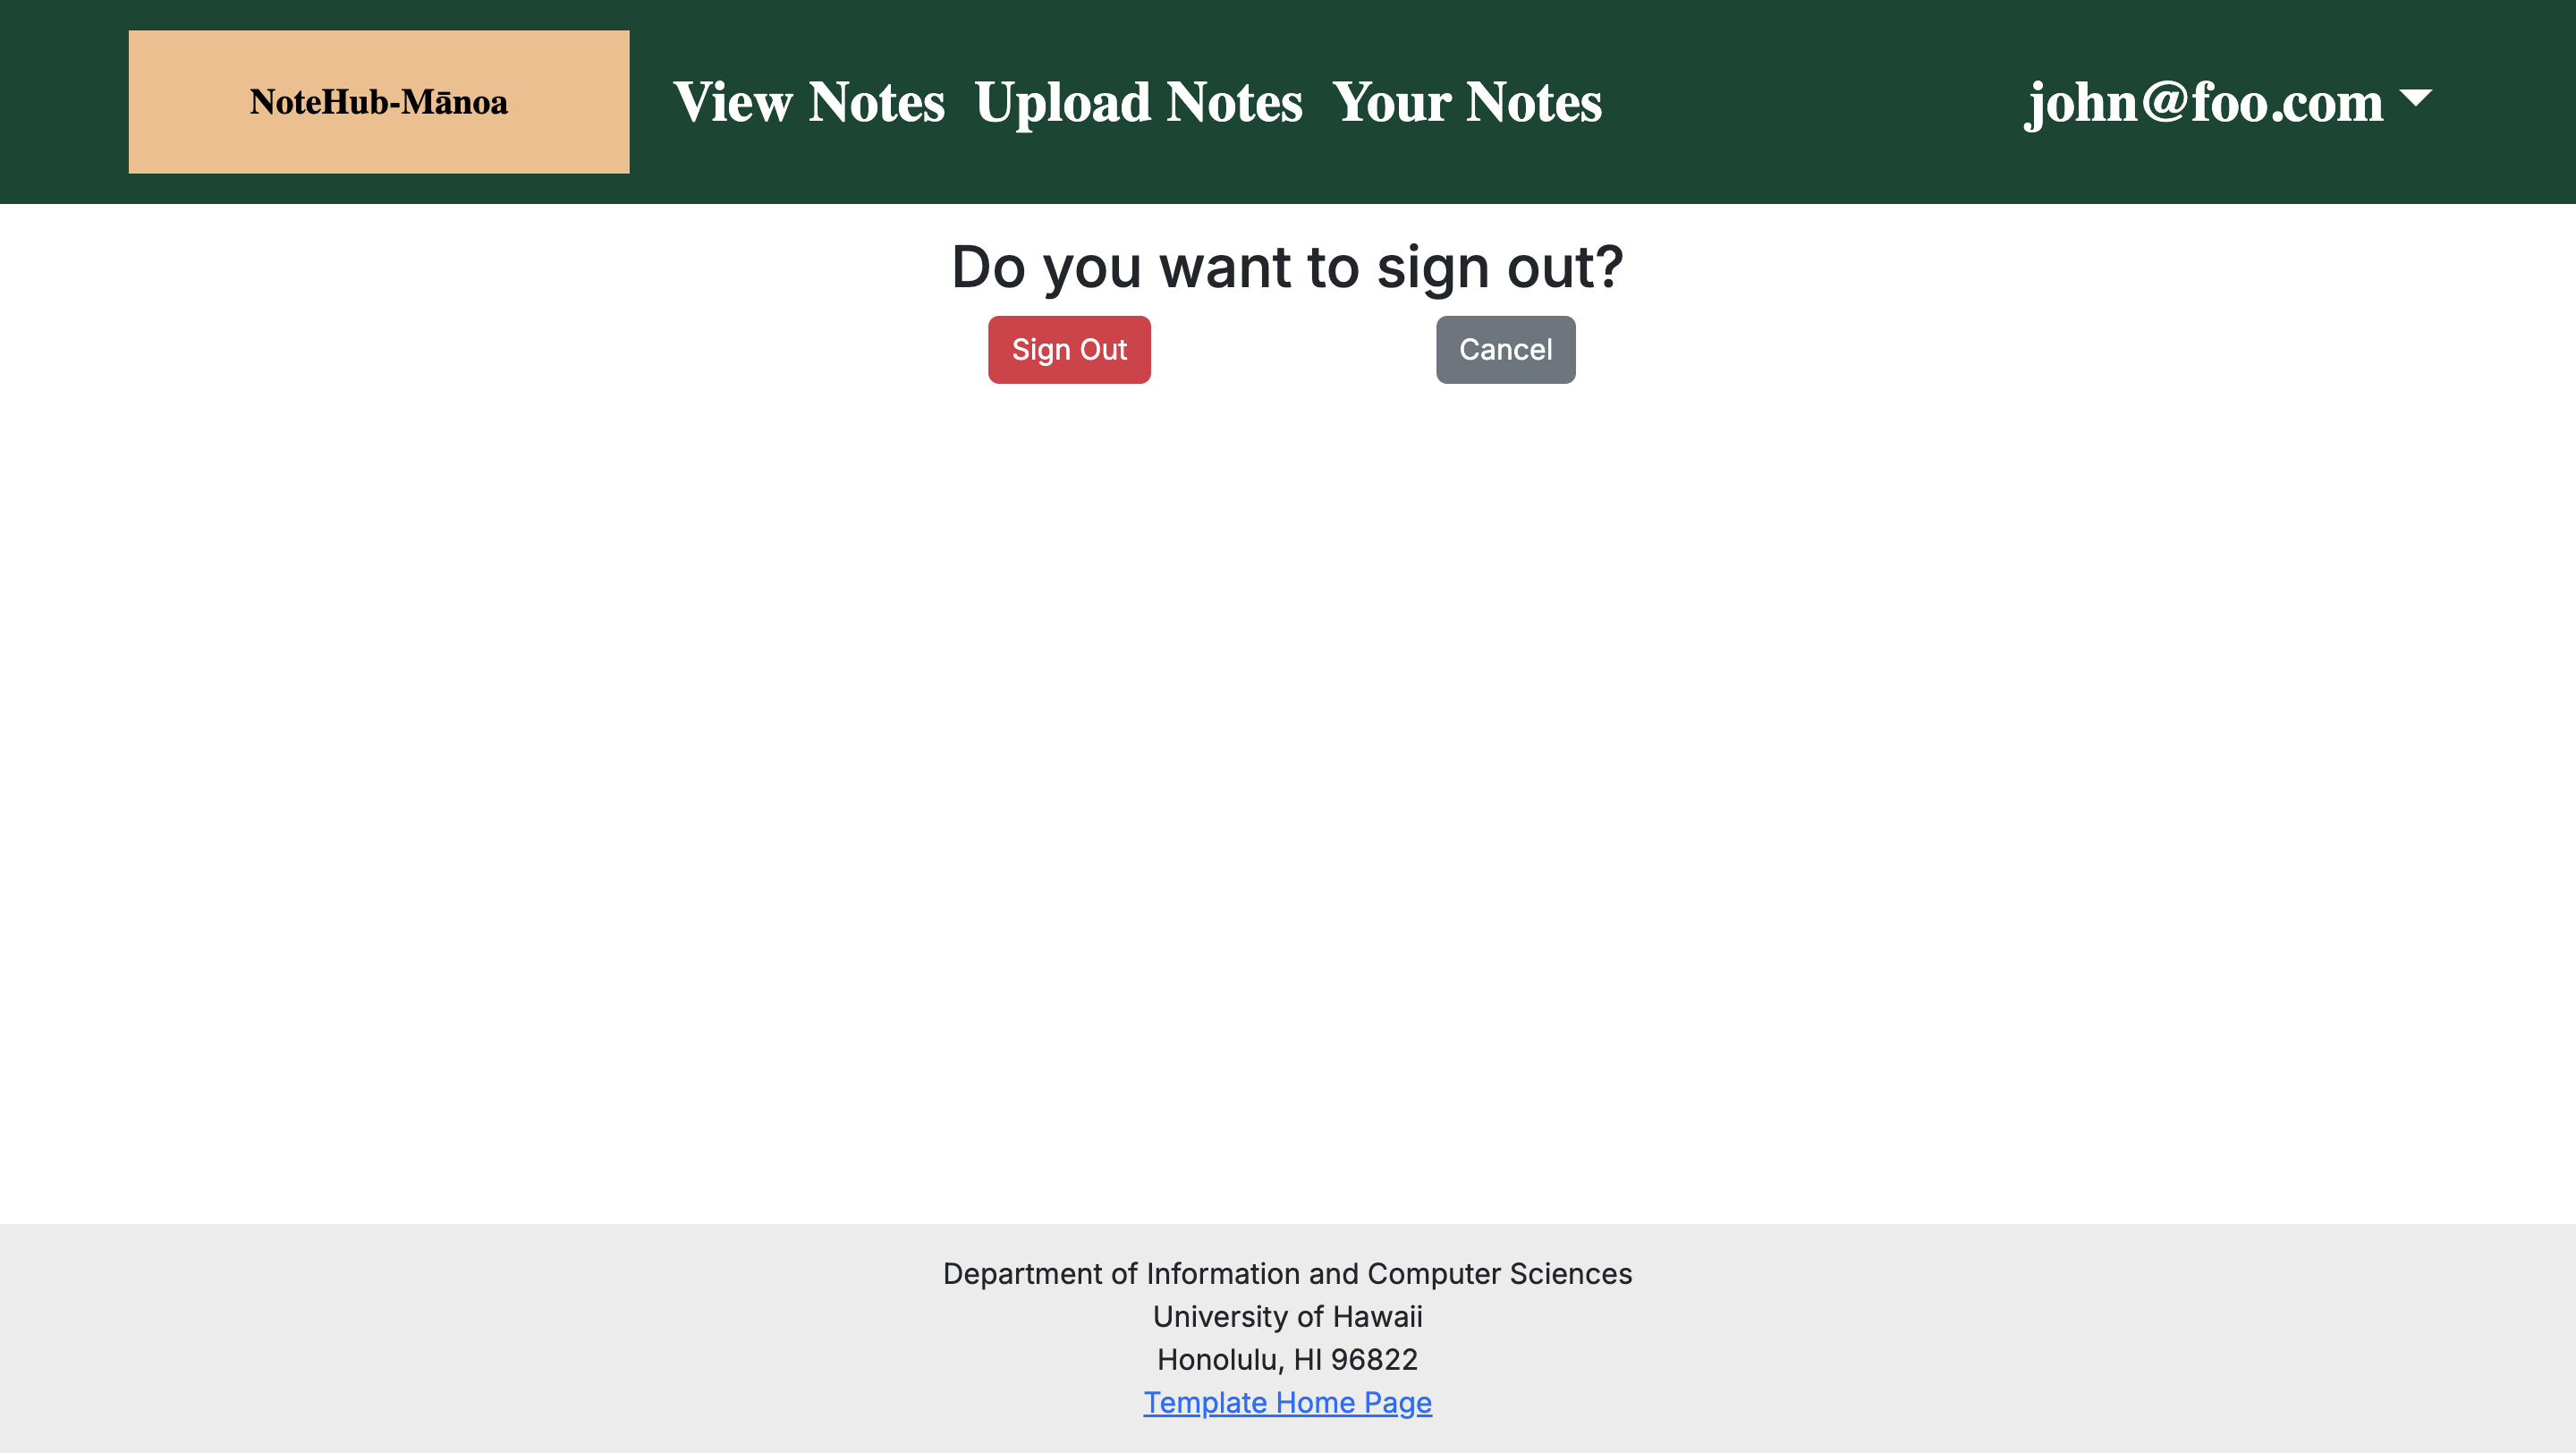 NoteHub-Mānoa
View Notes Upload Notes Your Notes
john@foo.com
Do you want to sign out?
Sign Out Cancel
Department of Information and Computer Sciences
University of Hawaii
Honolulu, HI 96822
Template Home Page